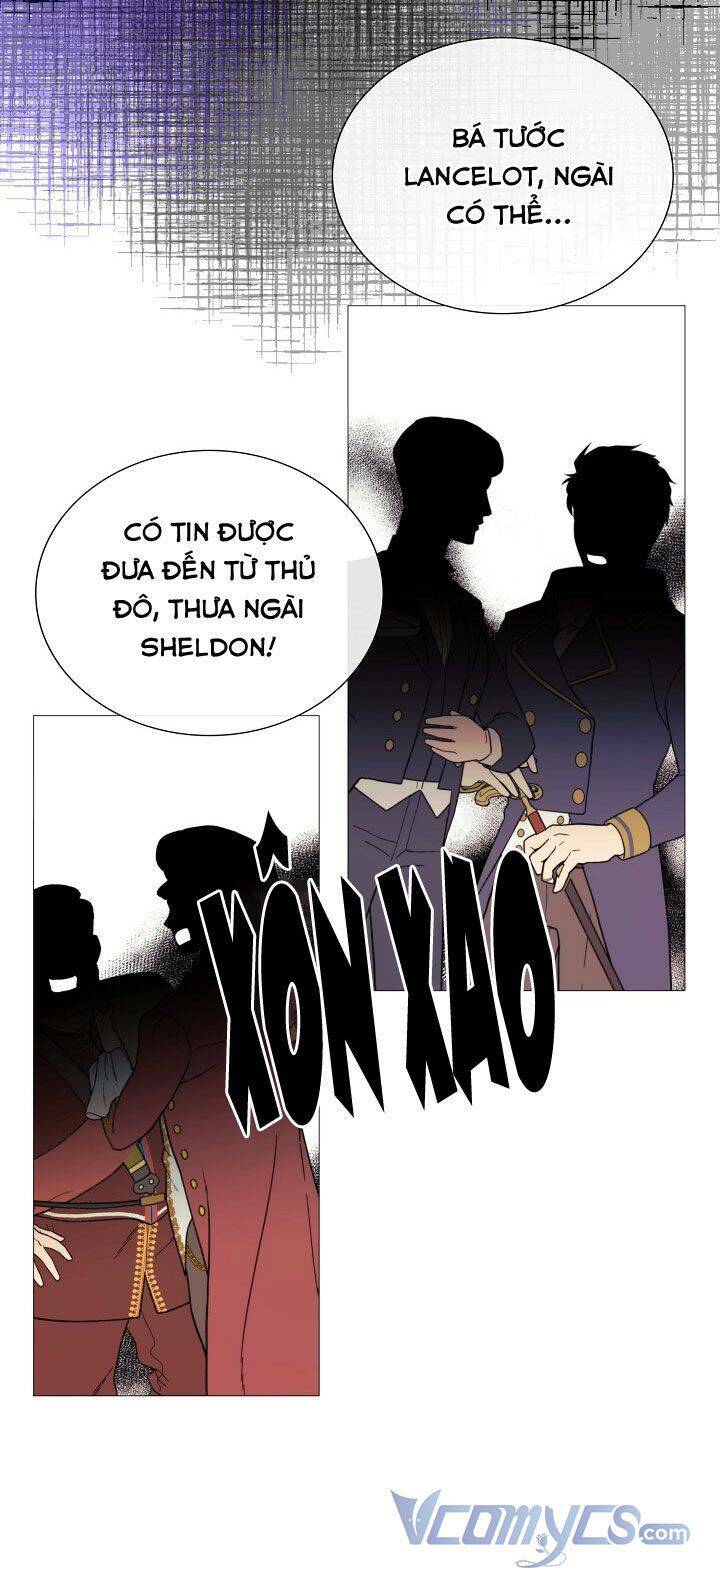 BÁ TƯỚC
LANCELOT, NGÀI
CÓ THỂ...
CÓ TIN ĐƯỢC
ĐƯA ĐẾN TỪ THỦ
ĐÔ, THƯA NGÀI
SHELDON!
XÔN XAO
VCOMYCS.com